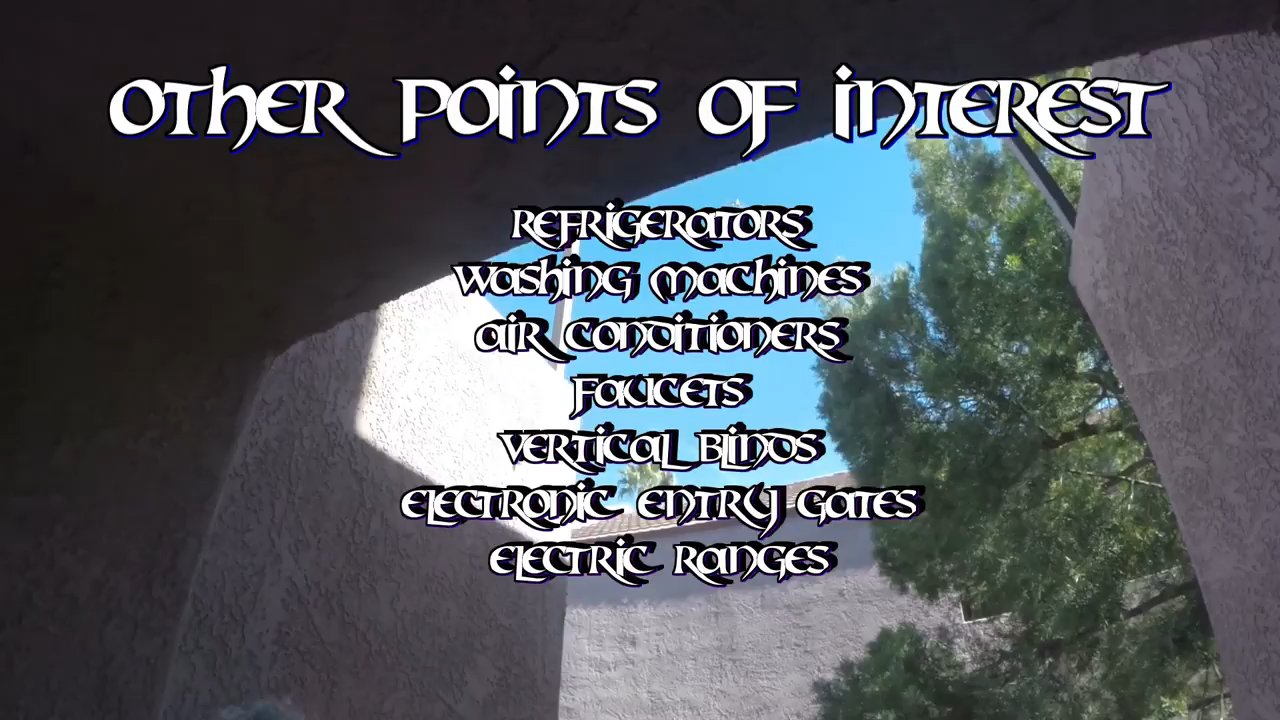 OTHER POINTS OF INTEREST
REFRIGERATORS
WASHING MACHINES
AIR CONDITIONERS
FAUCETS
VERTICAL BLINDS
ELECTRONIC ENTRY GATES
ELECTRIC RANGES